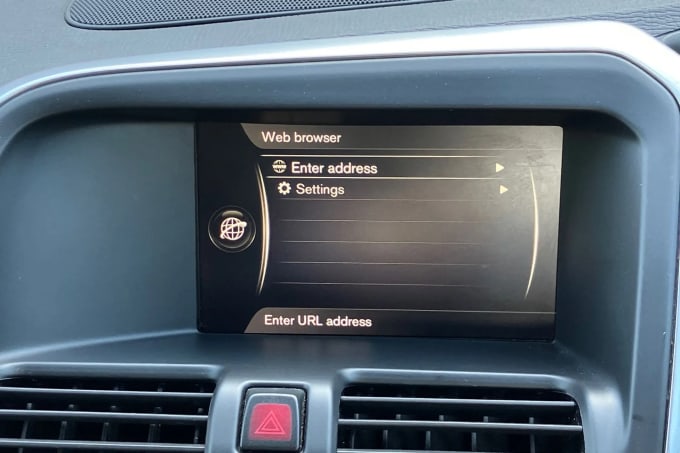 Web browser
Enter address
Settings
Enter URL address